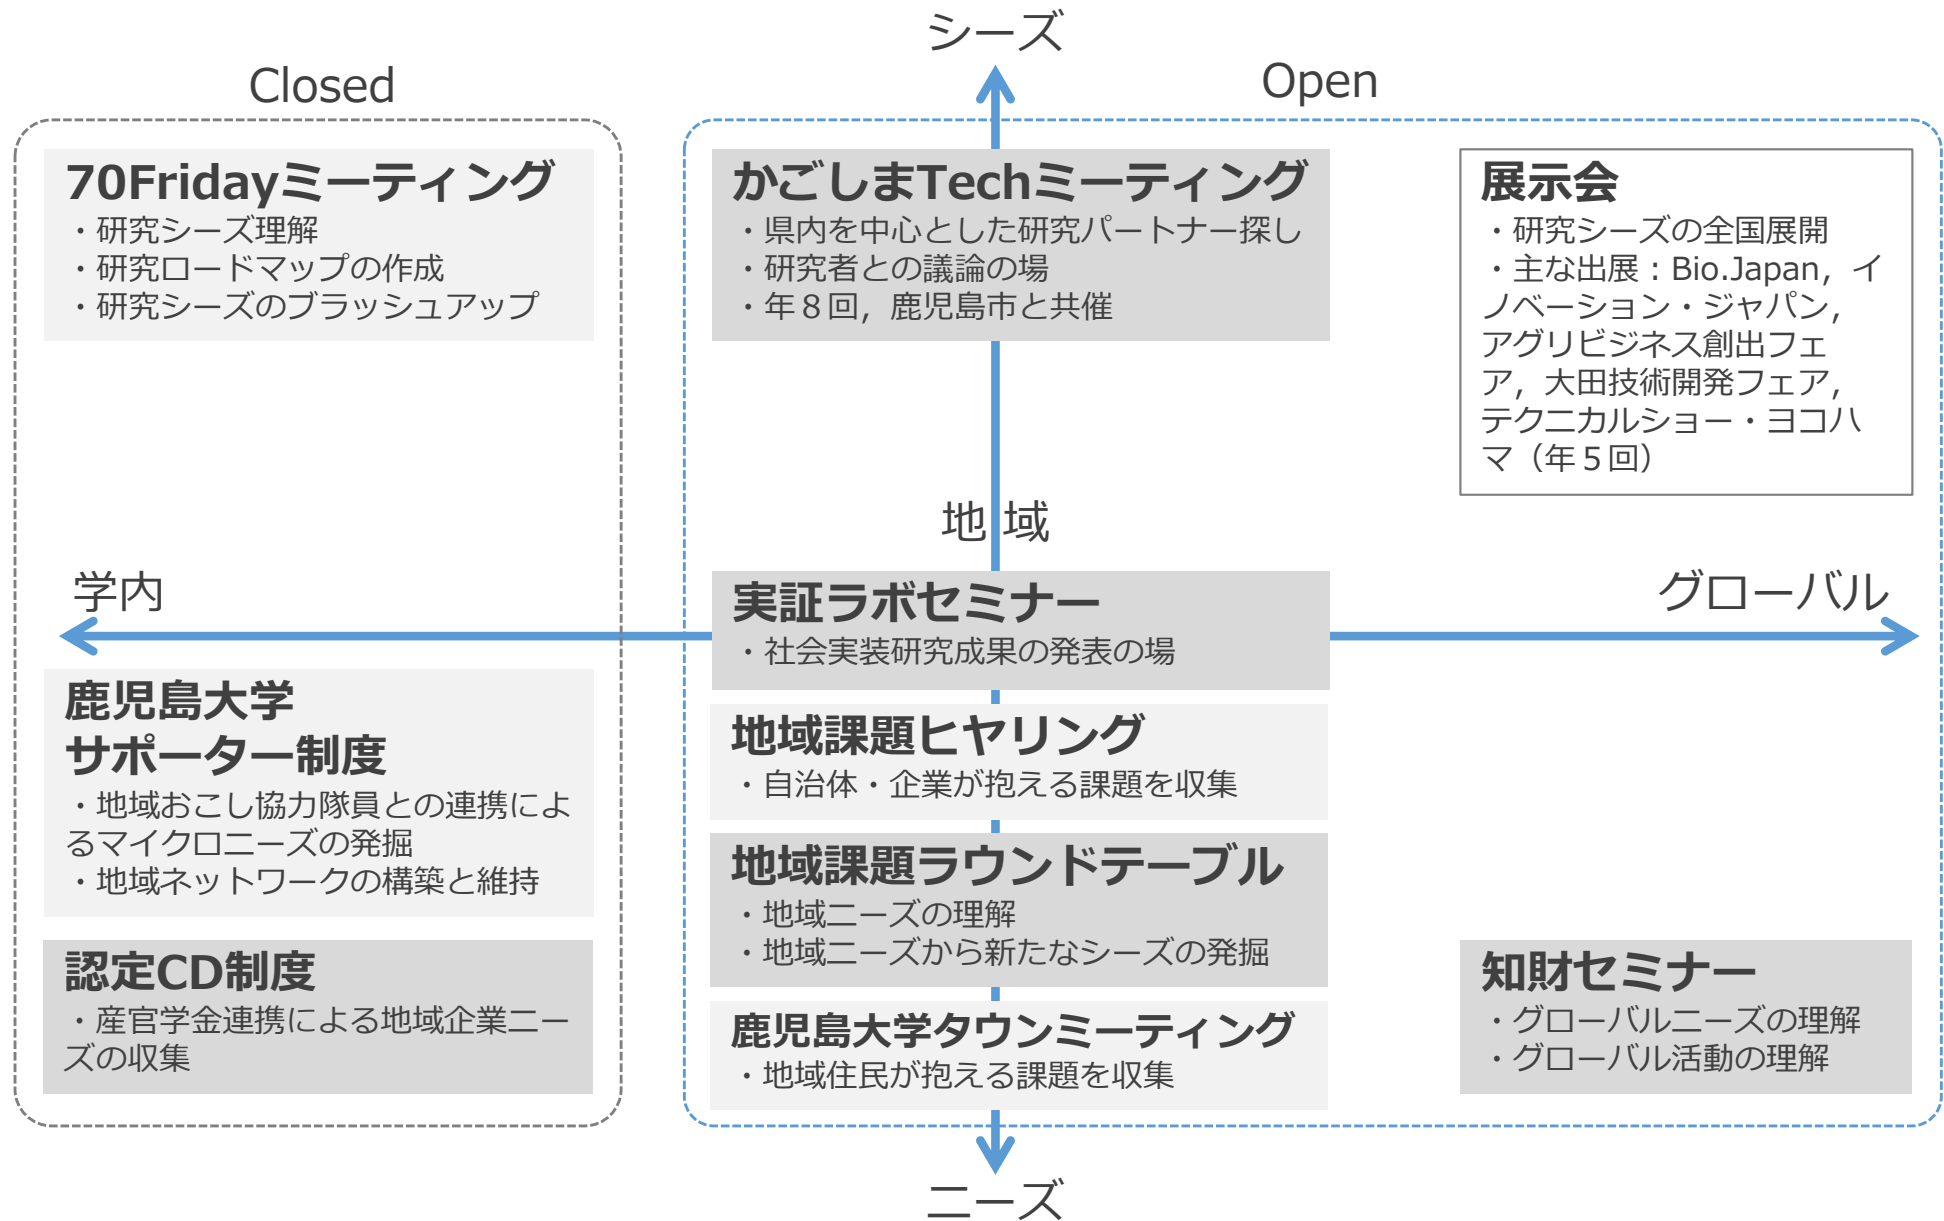 シーズ
Closed
Open
70Fridayミーティング
・研究シーズ理解
・研究ロードマップの作成
・研究シーズのブラッシュアップ
かごしまTechミーティング
・県内を中心とした研究パートナー探し
・研究者との議論の場
・年８回，鹿児島市と共催
展示会
・研究シーズの全国展開
・主な出展：Bio.Japan，イ
ノベーション・ジャパン，
アグリビジネス創出フェ
ア，大田技術開発フェア，
テクニカルショー・ヨコハ
マ（年５回）
地 域
学内
グローバル
実証ラボセミナー
・社会実装研究成果の発表の場
鹿児島大学
サポーター制度
・地域おこし協力隊員との連携によ
るマイクロニーズの発掘
・地域ネットワークの構築と維持
地域課題ヒヤリング
・自治体・企業が抱える課題を収集
地域課題ラウンドテーブル
・地域ニーズの理解
・地域ニーズから新たなシーズの発掘
認定CD制度
・産官学金連携による地域企業ニー
ズの収集
鹿児島大学タウンミーティング
・地域住民が抱える課題を収集
知財セミナー
・グローバルニーズの理解
・グローバル活動の理解
ニーズ